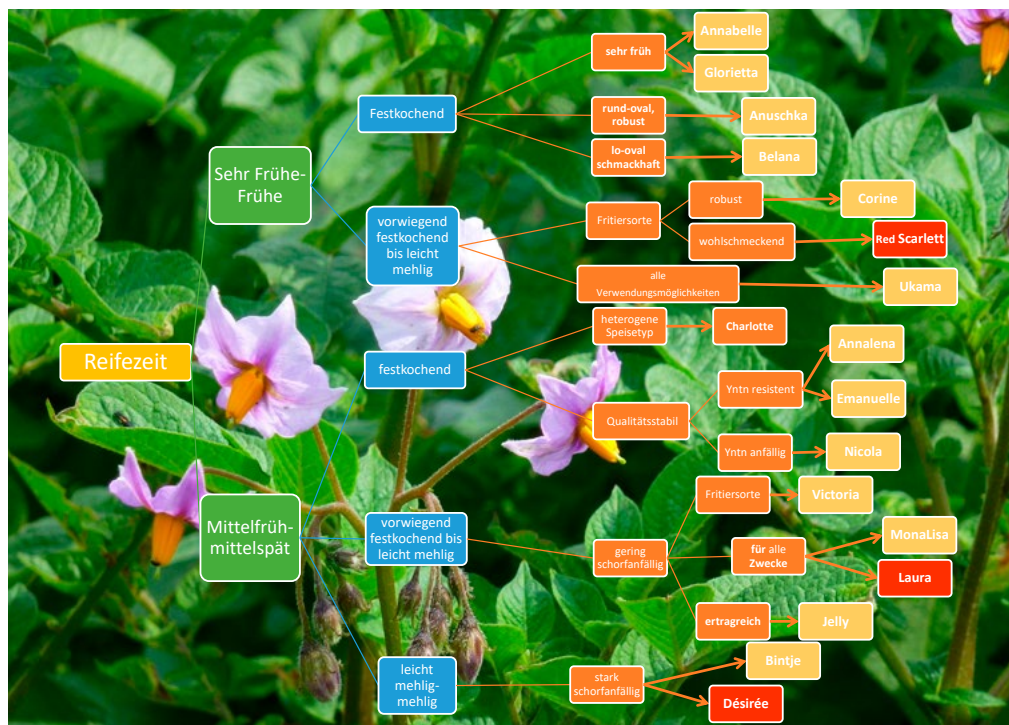 Reifezeit
Sehr Frühe-
Frühe
Festkochend
sehr früh
Annabelle
Glorietta
rund-oval,
robust
Anuschka
lo-oval
schmackhaft
Belana
vorwiegend
festkochend
bis leicht
mehlig
Fritiersorte
robust
Corine
wohlschmeckend
Red Scarlett
alle
Verwendungsmöglichkeiten
Ukama
Mittelfrüh-
mittelspät
festkochend
heterogene
Speisetyp
Charlotte
Qualitätsstabil
Yntn resistent
Annalena
Emanuelle
Yntn anfällig
Nicola
vorwiegend
festkochend bis
leicht mehlig
gering
schorfanfällig
Fritiersorte
Victoria
für alle
Zwecke
MonaLisa
Laura
ertragreich
Jelly
leicht
mehlig-
mehlig
stark
schorfanfällig
Bintje
Désirée